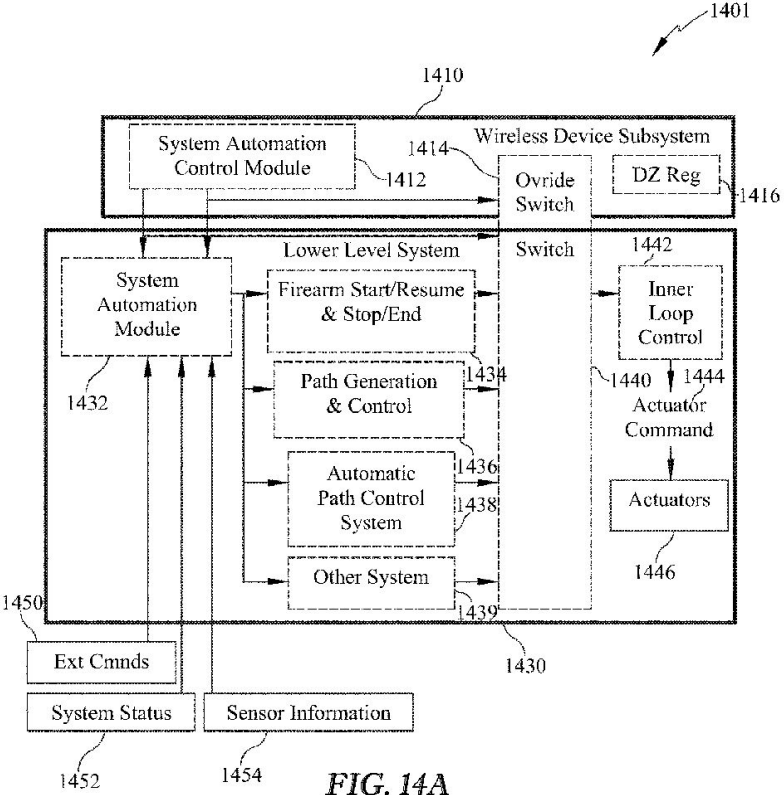 1401
1410
System Automation
Control Module
1412
Wireless Device Subsystem
1414
Ovride
Switch
DZ Reg
1416
Lower Level System
Switch
1442
System
Automation
Module
1432
Firearm Start/Resume
& Stop/End
1434
Inner
Loop
Control
1440
1444
Path Generation
& Control
1436
Actuator
Command
Automatic
Path Control
System
1438
Actuators
1446
Other System
1439
1450
1430
Ext Cmnds
System Status
1452
Sensor Information
1454
FIG. 14A